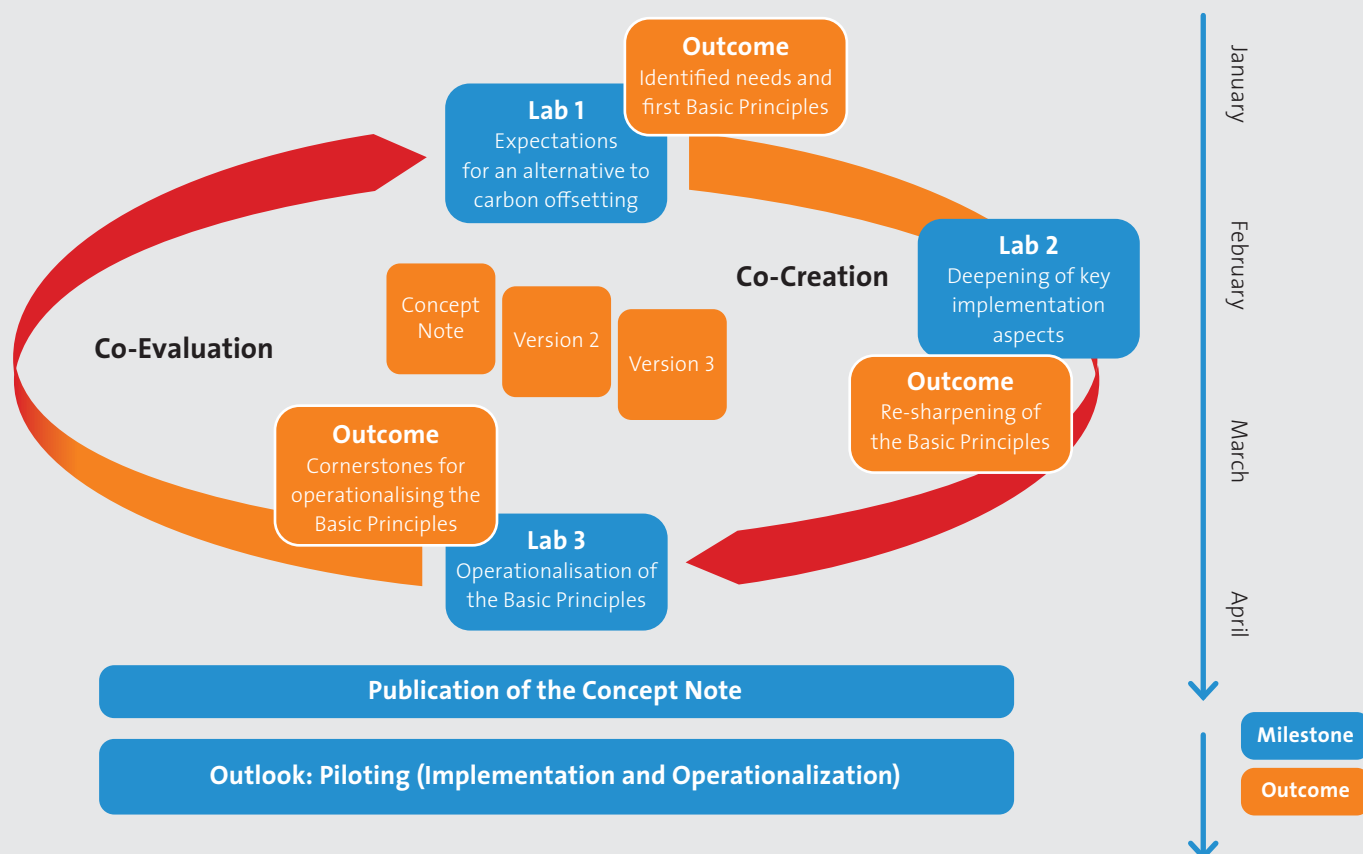 Outcome
Identified needs and
first Basic Principles
Lab 1
Expectations
for an alternative to
carbon offsetting
Lab 2
Deepening of key
implementation
aspects
Co-Creation
Concept
Note
Version 2
Version 3
Co-Evaluation
Outcome
Re-sharpening of
the Basic Principles
Outcome
Cornerstones for
operationalising the
Basic Principles
Lab 3
Operationalisation of
the Basic Principles
Publication of the Concept Note
Outlook: Piloting (Implementation and Operationalization)
January
February
March
April
Milestone
Outcome